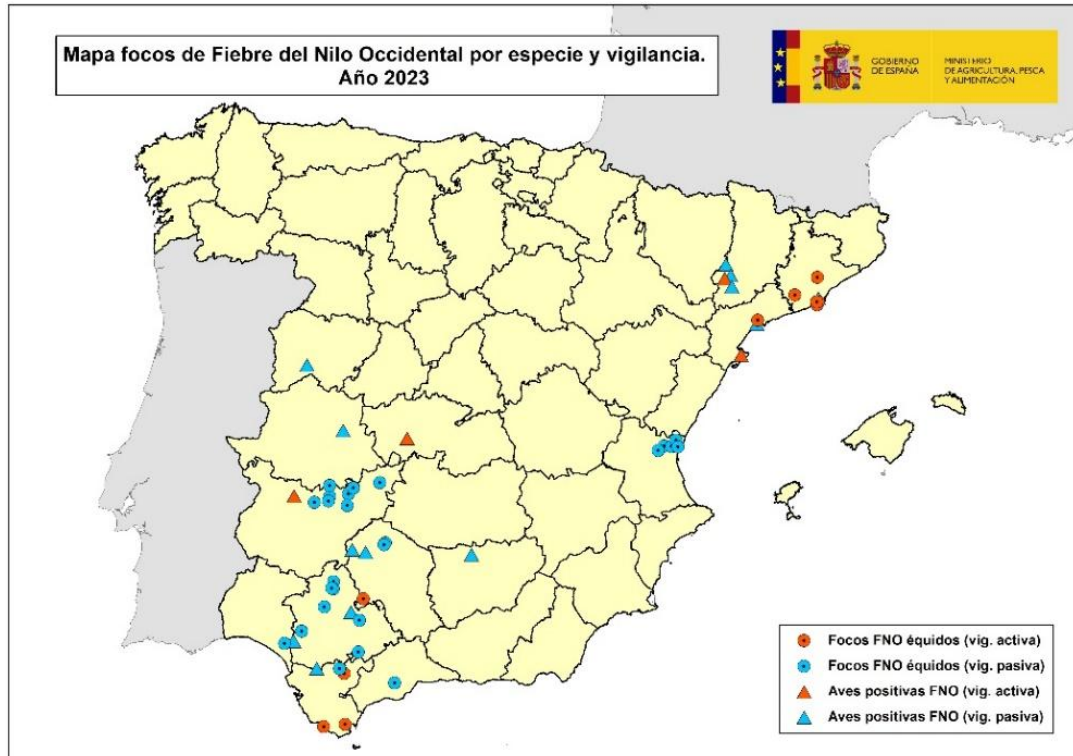 Mapa focos de Fiebre del Nilo Occidental por especie y vigilancia.
Año 2023
GOBIERNO
DE ESPAÑA
MINISTERIO
DE AGRICULTURA, PESCA
Y ALIMENTACIÓN
Focos FNO équidos (vig. activa)
Focos FNO équidos (vig. pasiva)
Aves positivas FNO (vig. activa)
Aves positivas FNO (vig. pasiva)